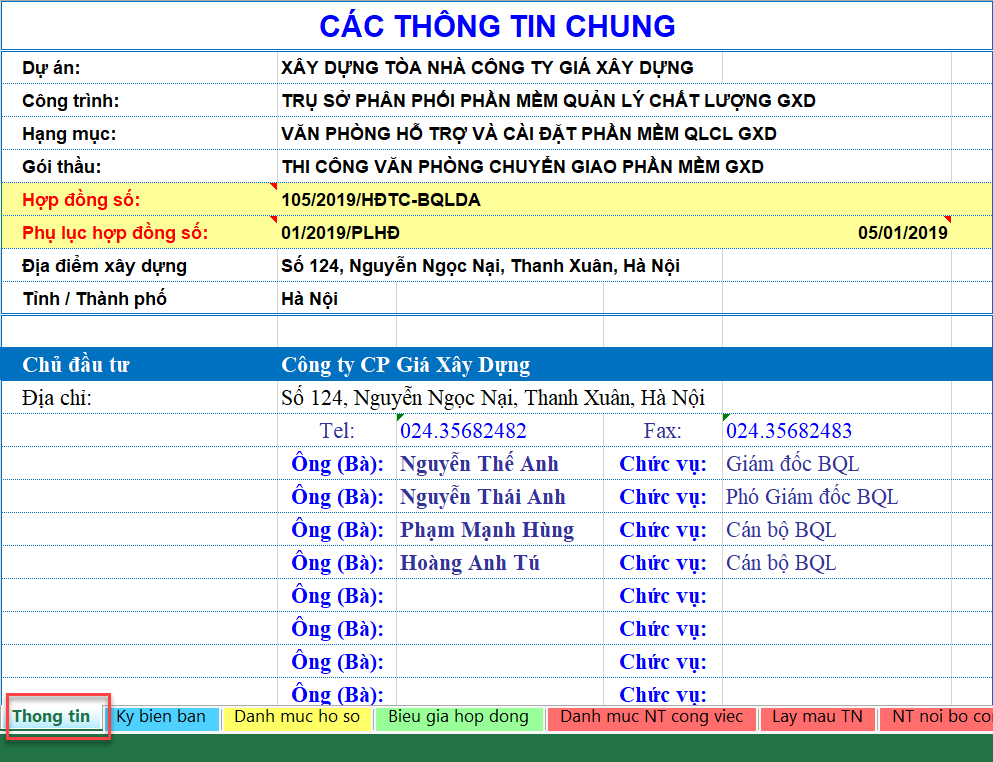 CÁC THÔNG TIN CHUNG
Dự án: XÂY DỰNG TÒA NHÀ CÔNG TY GIÁ XÂY DỰNG
Công trình: TRỤ SỞ PHÂN PHỐI PHẦN MỀM QUẢN LÝ CHẤT LƯỢNG GXD
Hạng mục: VĂN PHÒNG HỖ TRỢ VÀ CÀI ĐẶT PHẦN MỀM QLCL GXD
Gói thầu: THI CÔNG VĂN PHÒNG CHUYỂN GIAO PHẦN MỀM GXD
Hợp đồng số: 105/2019/HĐTC-BQLDA
Phụ lục hợp đồng số: 01/2019/PLHĐ 05/01/2019
Địa điểm xây dựng Số 124, Nguyễn Ngọc Nại, Thanh Xuân, Hà Nội
Tỉnh / Thành phố Hà Nội
Chủ đầu tư Công ty CP Giá Xây Dựng
Địa chỉ: Số 124, Nguyễn Ngọc Nại, Thanh Xuân, Hà Nội
Tel: 024.35682482 Fax: 024.35682483
Ông (Bà): Nguyễn Thế Anh Chức vụ: Giám đốc BQL
Ông (Bà): Nguyễn Thái Anh Chức vụ: Phó Giám đốc BQL
Ông (Bà): Phạm Mạnh Hùng Chức vụ: Cán bộ BQL
Ông (Bà): Hoàng Anh Tú Chức vụ: Cán bộ BQL
Ông (Bà): Chức vụ:
Ông (Bà): Chức vụ:
Ông (Bà): Chức vụ:
Ông (Bà): Chức vụ:
Thong tin Ky bien ban Danh muc ho so Bieu gia hop dong Danh muc NT cong viec Lay mau TN NT noi bo con